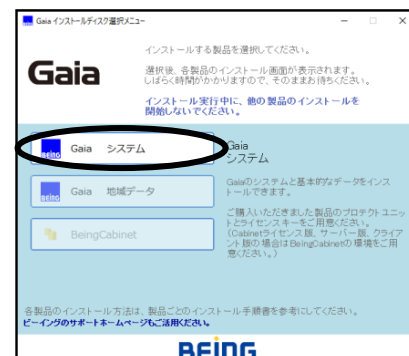 Gaia インストールディスク選択メニュー
インストールする製品を選択してください。
Gaia
選択後、各製品のインストール画面が表示されます。
しばらく時間がかかりますので、そのままお待ちください。
インストール実行中に、他の製品のインストールを
開始しないでください。
BEING
Gaia システム
Gaia
システム
BEING
Gaia 地域データ
Gaiaのシステムと基本的なデータをインス
トールできます。
ご購入いただきました製品のプロテクトユニッ
トとライセンスキーをご用意ください。
(Cabinetライセンス版、サーバー版、クライア
ント版の場合はBeingCabinetの環境をご用
意ください。)
BeingCabinet
各製品のインストール方法は、製品ごとのインストール手順書を参考にしてください。
ビーイングのサポートホームページもご活用ください。
BEING